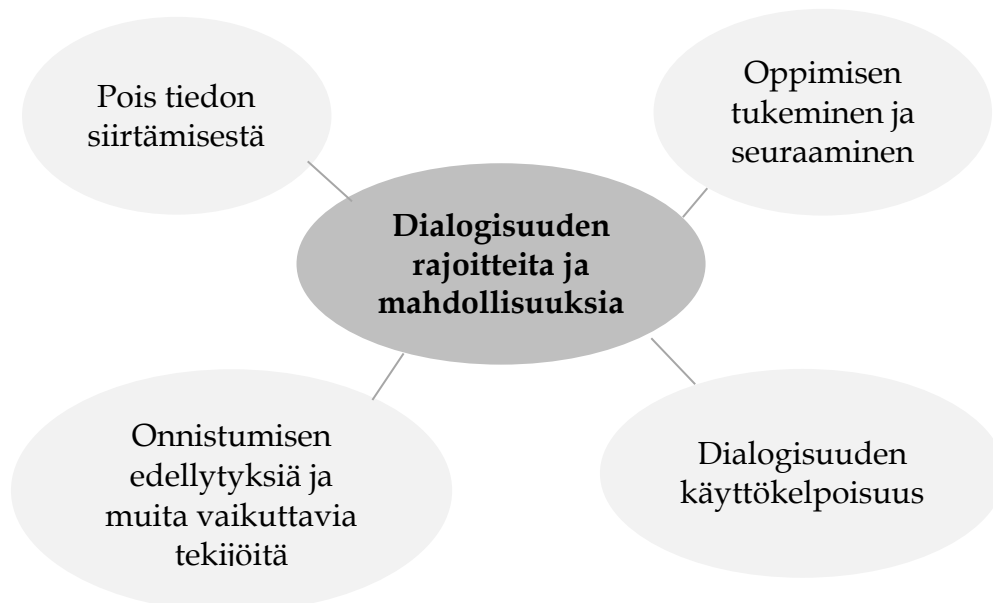 Pois tiedon
siirtämisestä
Oppimisen
tukeminen ja
seuraaminen
Dialogisuuden
rajoitteita ja
mahdollisuuksia
Onnistumisen
edellytyksiä ja
muita vaikuttavia
tekijöitä
Dialogisuuden
käyttökelpoisuus